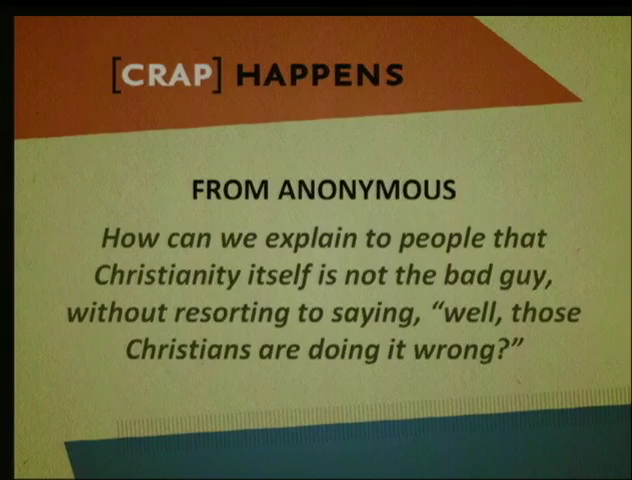 [CRAP] HAPPENS
FROM ANONYMOUS
How can we explain to people that
Christianity itself is not the bad guy,
without resorting to saying, “well, those
Christians are doing it wrong?”